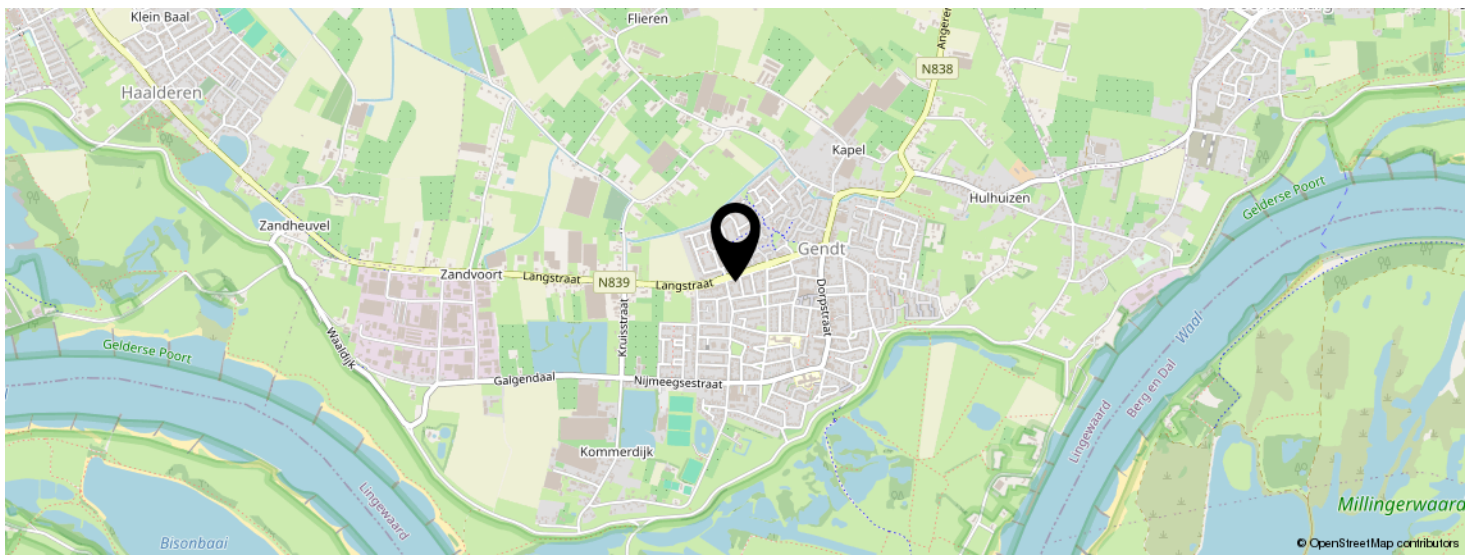 Klein Baal
Flieren
Angeren
N838
Haalderen
Kapel
Hulhuizen
Gelderse Poort
Zandheuvel
Gendt
Zandvoort
Langstraat
N839
Langstraat
Dorpstraat
Kruisstraat
Waaldijk
Gelderse Poort
Waal
Galgendaal
Nijmeegsestraat
Berg en Dal
Lingewaard
Kommerdijk
Lingewaard
Millingerwaard
Bisonbaai
© OpenStreetMap contributors